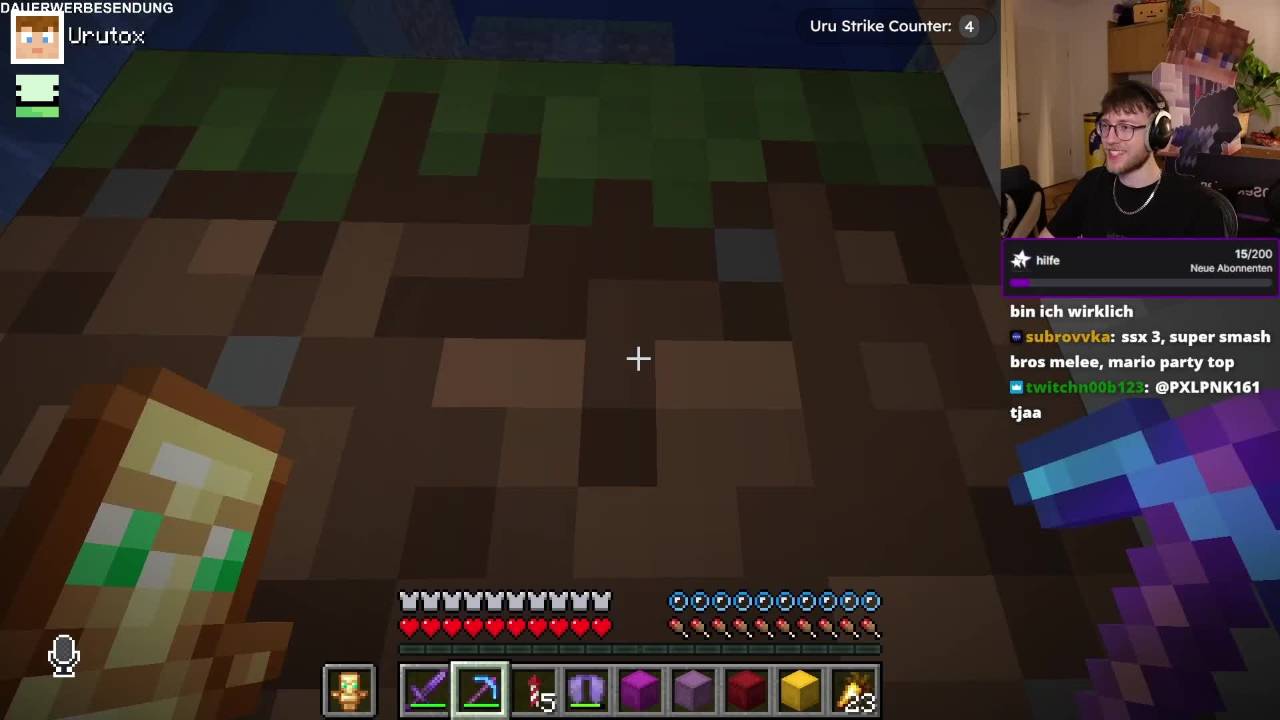 DAUERWERBESENDUNG
Urutox
Uru Strike Counter: 4
hilfe
15/200
Neue Abonnenten
bin ich wirklich
subrovvka: ssx 3, super smash
bros melee, mario party top
twitchn00b123: @PXLPNK161
tjaa
5
23